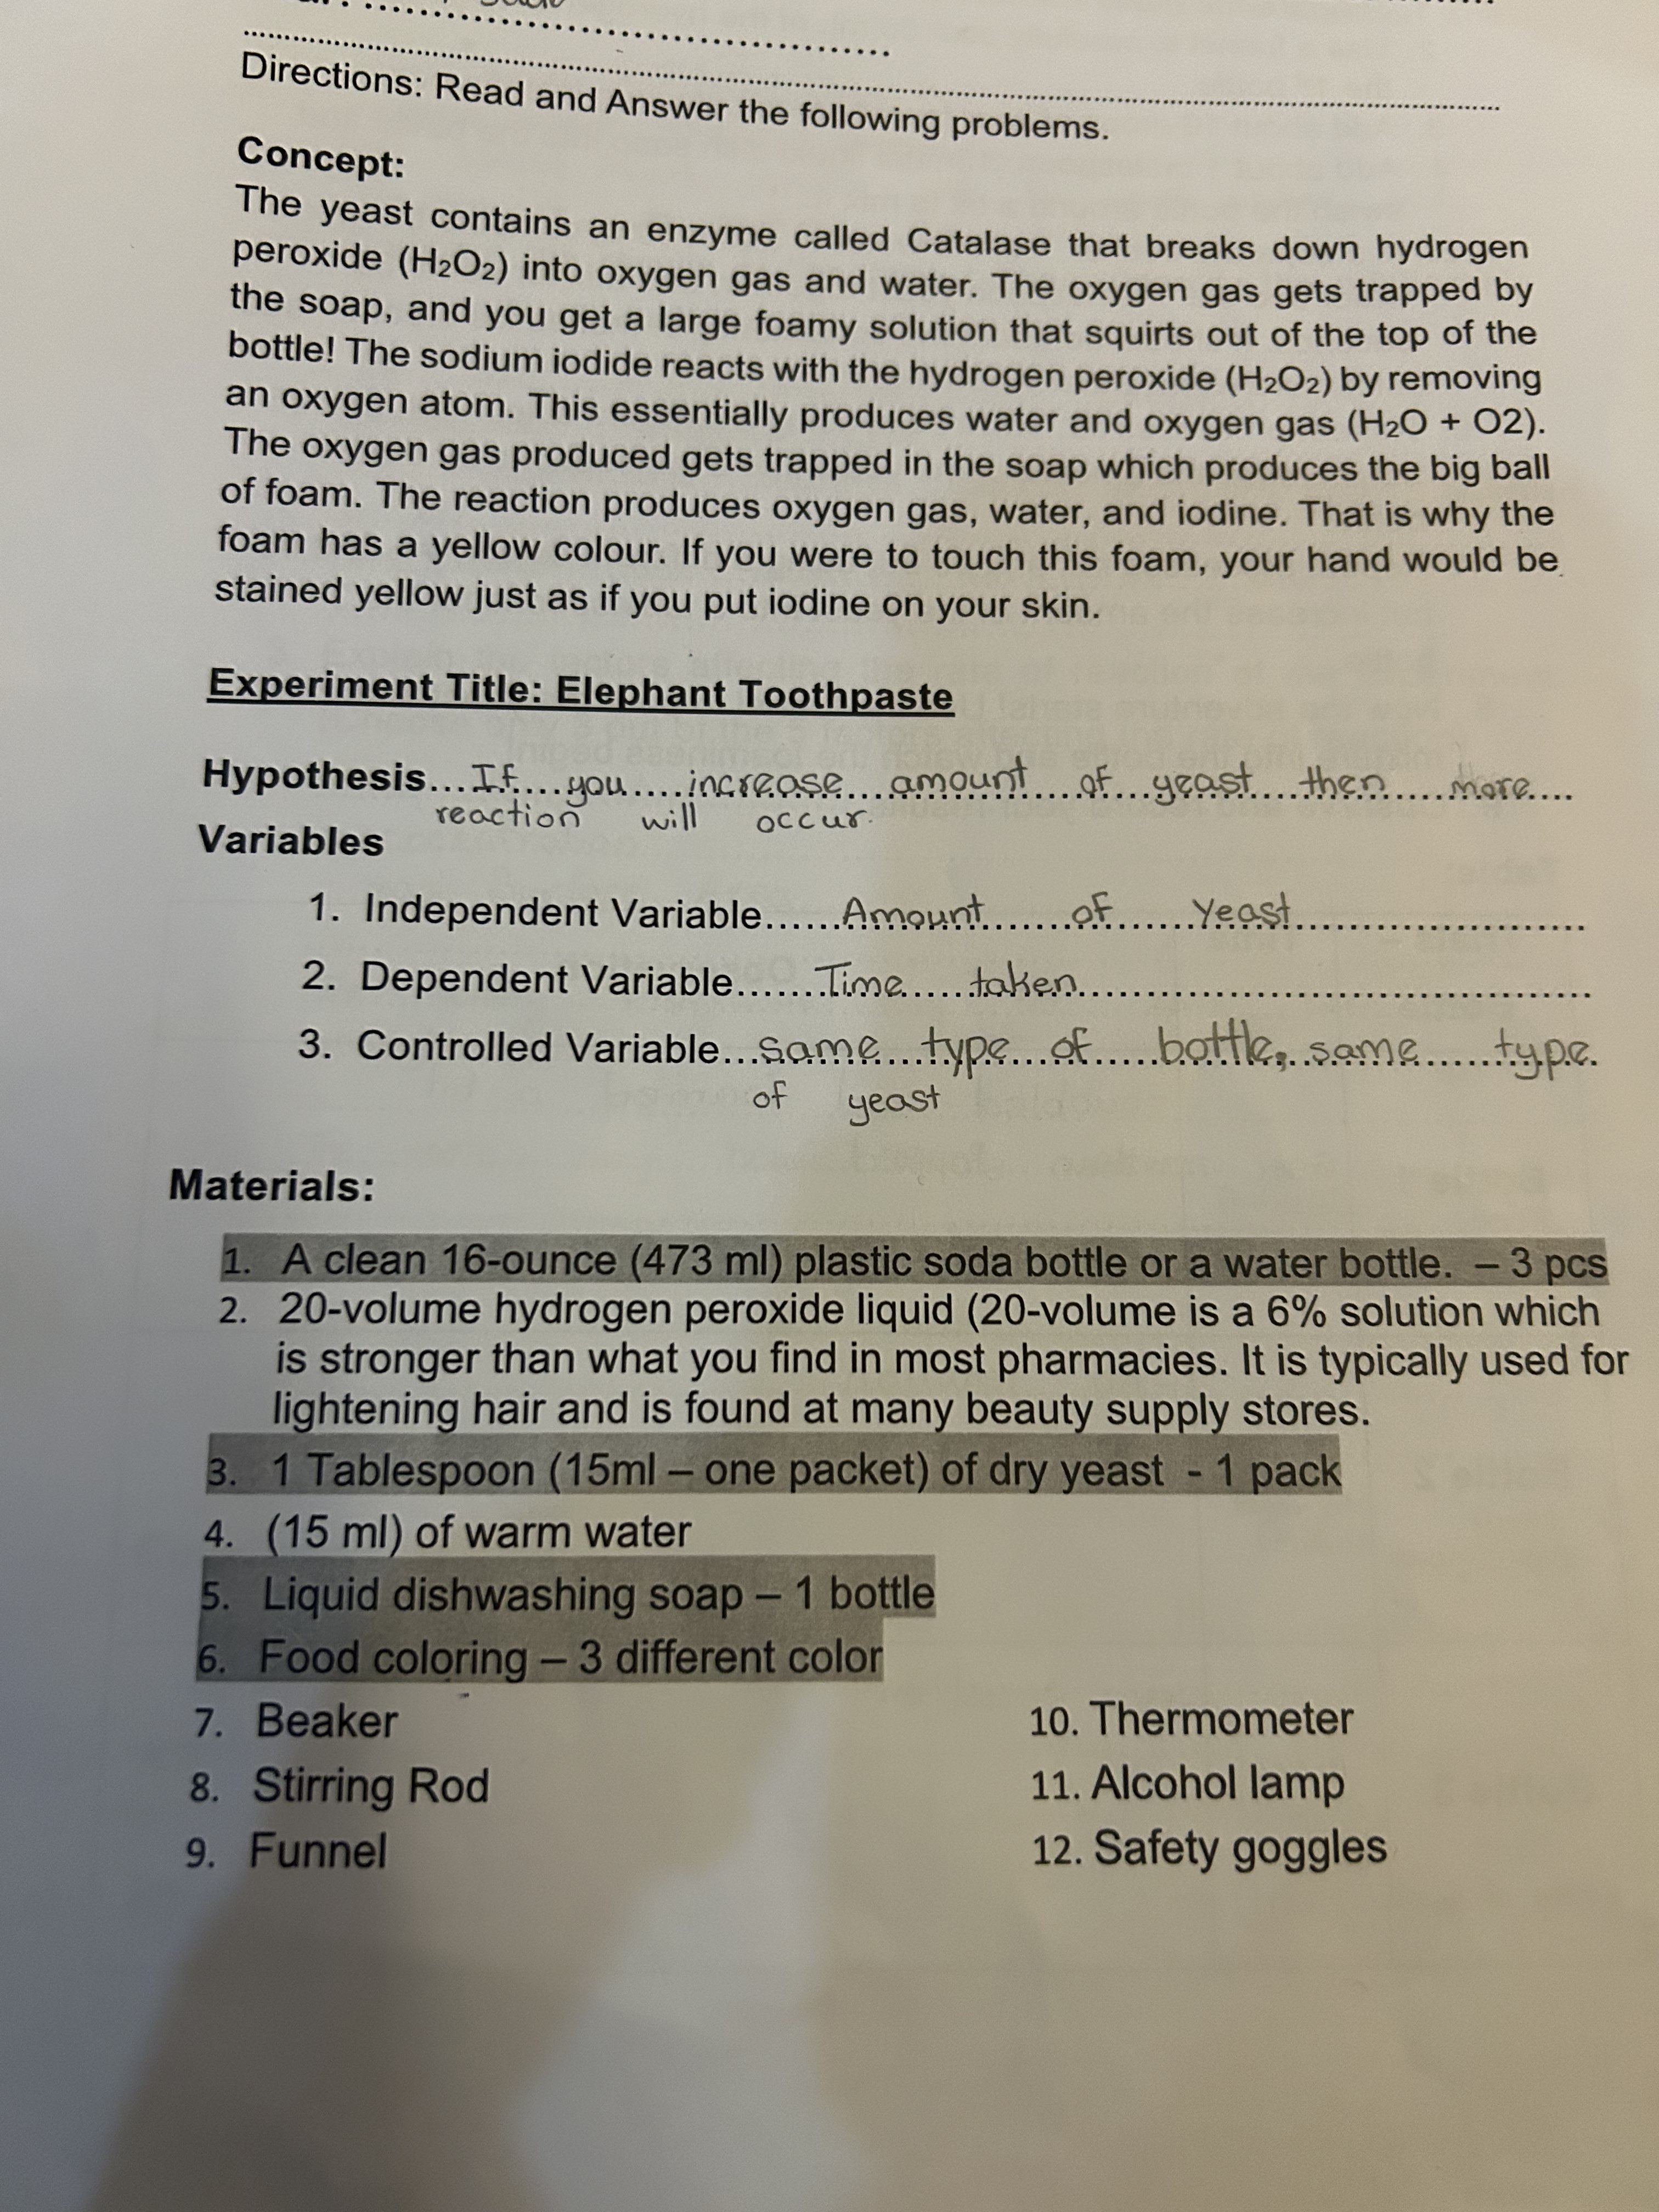 Directions: Read and Answer the following problems.
Concept:
The yeast contains an enzyme called Catalase that breaks down hydrogen
peroxide (H₂O₂) into oxygen gas and water. The oxygen gas gets trapped by
the soap, and you get a large foamy solution that squirts out of the top of the
bottle! The sodium iodide reacts with the hydrogen peroxide (H₂O₂) by removing
an oxygen atom. This essentially produces water and oxygen gas (H₂O + O2).
The oxygen gas produced gets trapped in the soap which produces the big ball
of foam. The reaction produces oxygen gas, water, and iodine. That is why the
foam has a yellow colour. If you were to touch this foam, your hand would be
stained yellow just as if you put iodine on your skin.
Experiment Title: Elephant Toothpaste
Hypothesis....If....you....increase...amount....of...yeast....then....more....
reaction will occur.
Variables
1. Independent Variable......Amount......of......Yeast......
2. Dependent Variable......Time.....taken......
3. Controlled Variable...same...type...of....bottle,..same.....type.
of yeast
Materials:
1. A clean 16-ounce (473 ml) plastic soda bottle or a water bottle. – 3 pcs
2. 20-volume hydrogen peroxide liquid (20-volume is a 6% solution which
is stronger than what you find in most pharmacies. It is typically used for
lightening hair and is found at many beauty supply stores.
3. 1 Tablespoon (15ml – one packet) of dry yeast - 1 pack
4. (15 ml) of warm water
5. Liquid dishwashing soap – 1 bottle
6. Food coloring – 3 different color
7. Beaker
8. Stirring Rod
9. Funnel
10. Thermometer
11. Alcohol lamp
12. Safety goggles